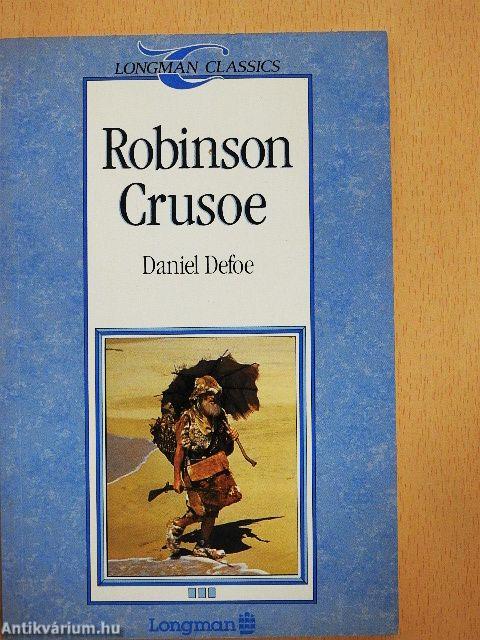 LONGMAN CLASSICS
Robinson
Crusoe
Daniel Defoe
Longman
Antikvárium.hu